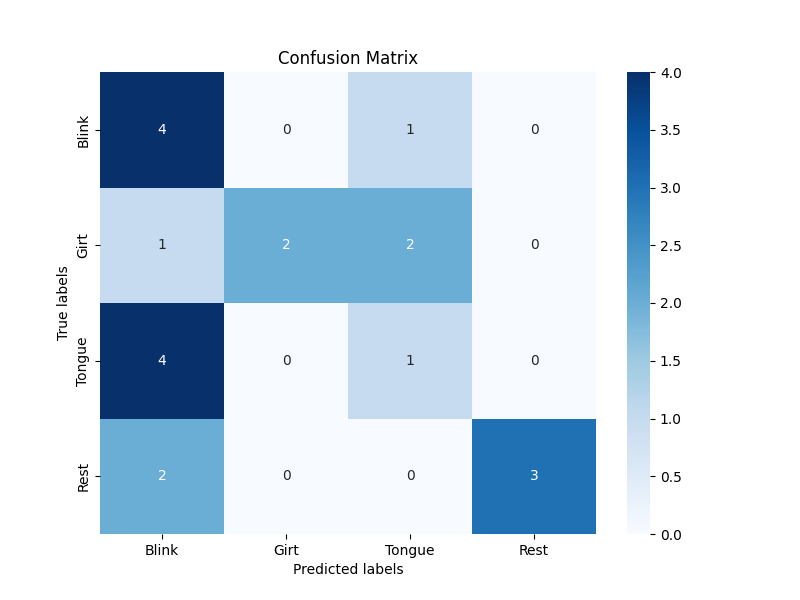 Confusion Matrix
True labels
Blink 4 0 1 0
Girt 1 2 2 0
Tongue 4 0 1 0
Rest 2 0 0 3
Blink Girt Tongue Rest
Predicted labels
4.0
3.5
3.0
2.5
2.0
1.5
1.0
0.5
0.0